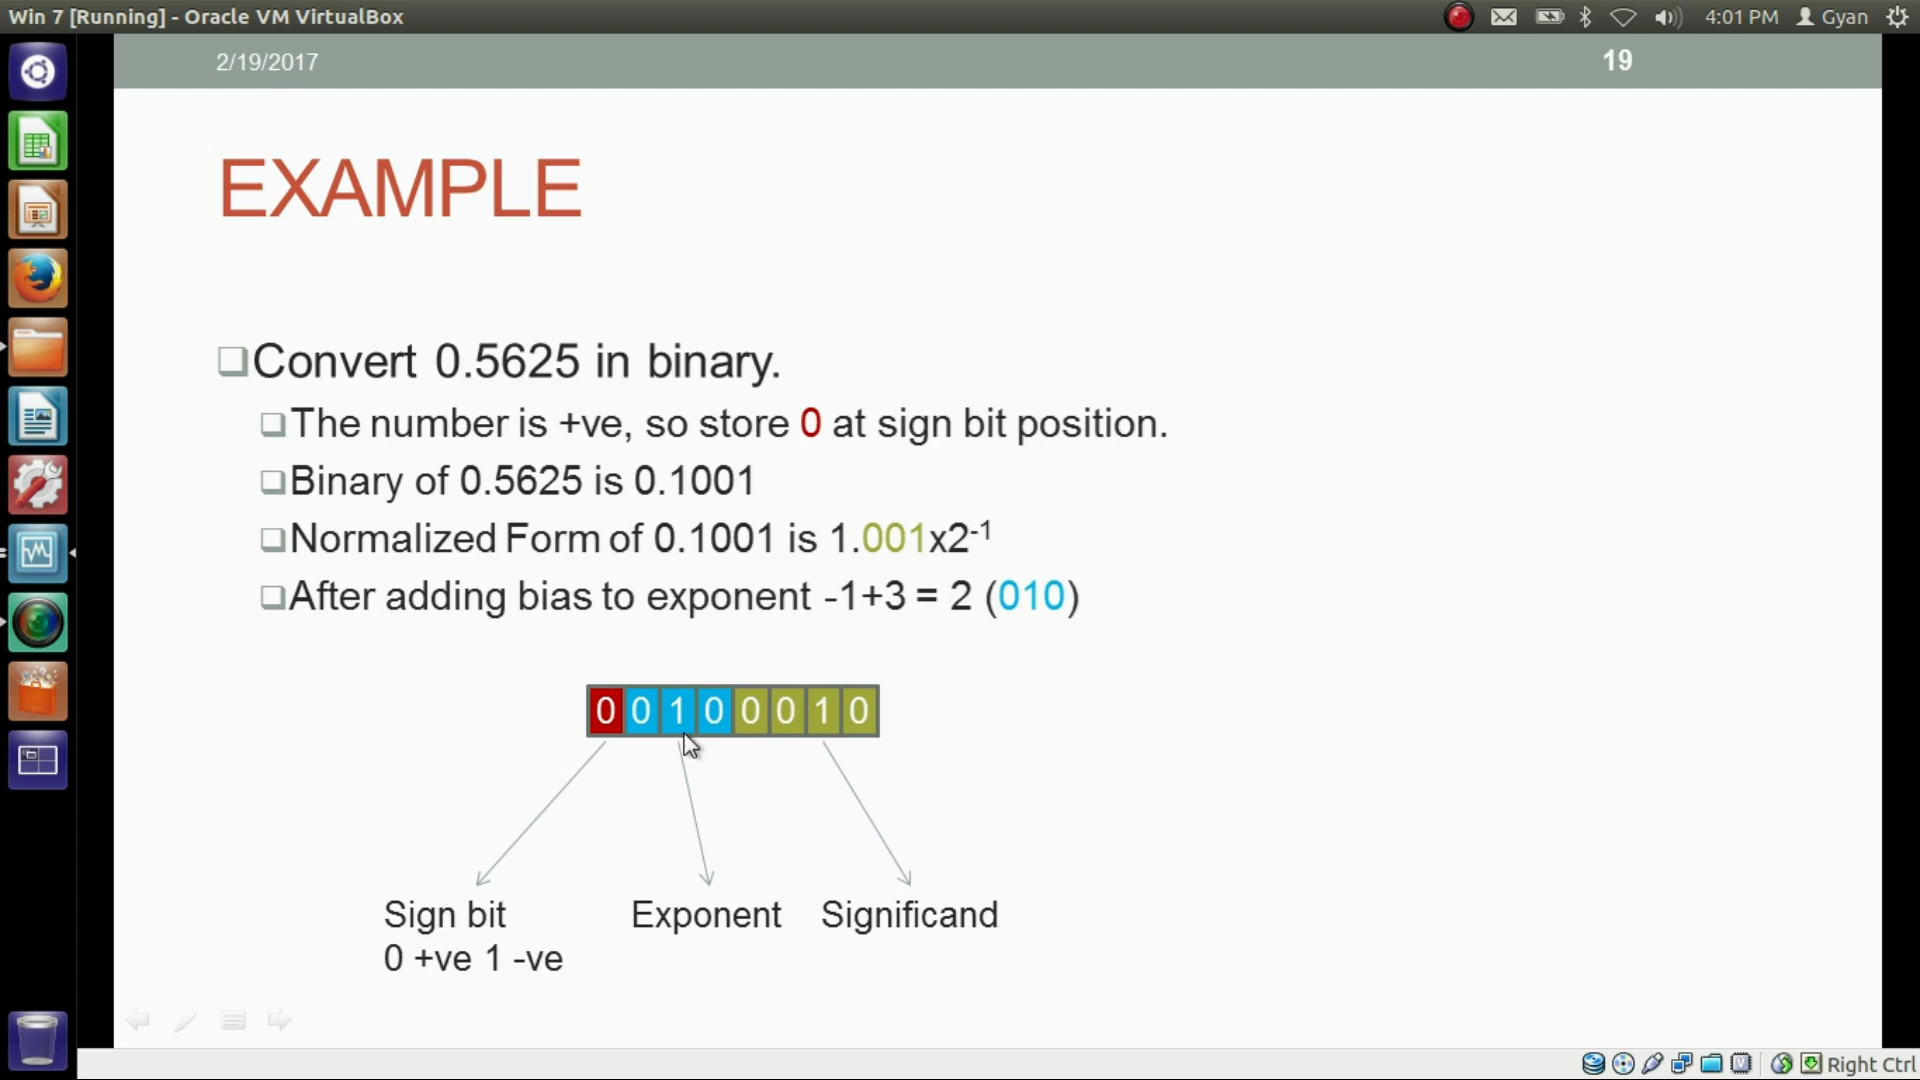 Win 7 [Running] - Oracle VM VirtualBox
4:01 PM Gyan
2/19/2017
19
EXAMPLE
Convert 0.5625 in binary.
The number is +ve, so store 0 at sign bit position.
Binary of 0.5625 is 0.1001
Normalized Form of 0.1001 is 1.001x2⁻¹
After adding bias to exponent -1+3 = 2 (010)
0 0 1 0 0 0 1 0
Sign bit
0 +ve 1 -ve
Exponent
Significand
Right Ctrl